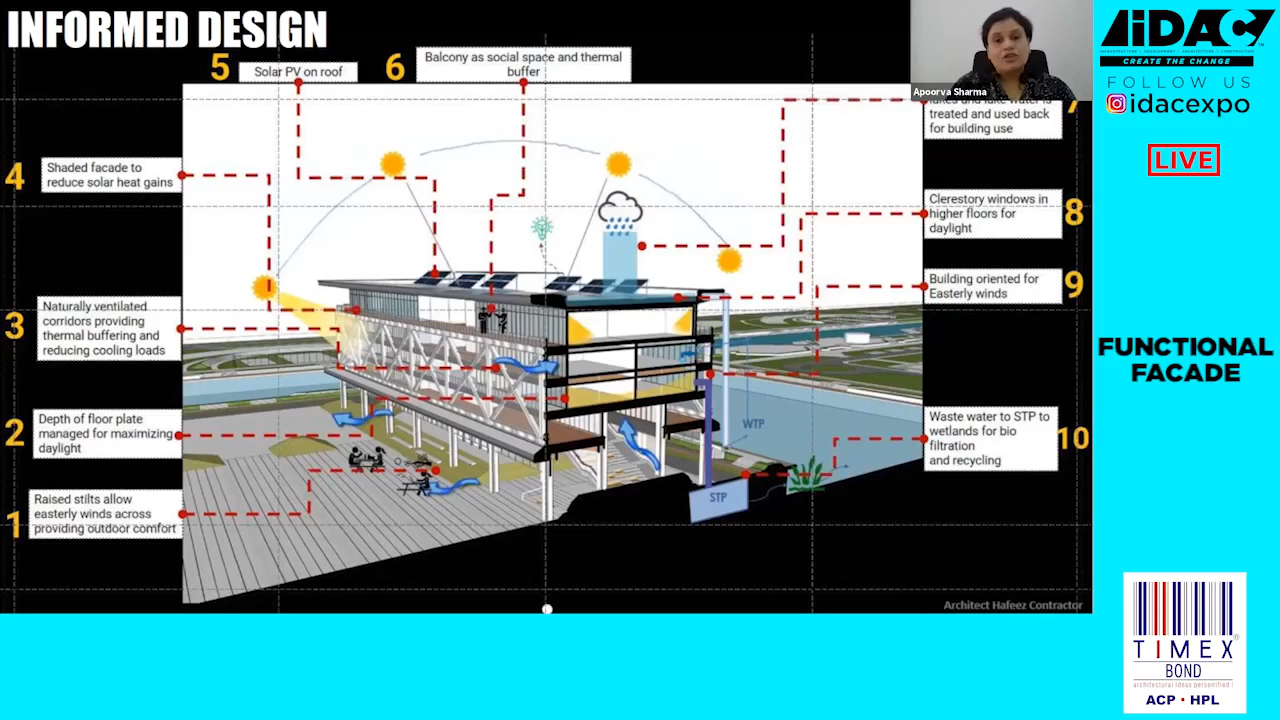 INFORMED DESIGN
5
Solar PV on roof
6
Balcony as social space and thermal
buffer
4
Shaded facade to
reduce solar heat gains
3
Naturally ventilated
corridors providing
thermal buffering and
reducing cooling loads
2
Depth of floor plate
managed for maximizing
daylight
1
Raised stilts allow
easterly winds across
providing outdoor comfort
Apoorva Sharma
treated and used back
for building use
Clerestory windows in
higher floors for
daylight
8
Building oriented for
Easterly winds
9
Waste water to STP to
wetlands for bio
filtration
and recycling
10
WTP
STP
Architect Hafeez Contractor
IDAC
CREATE THE CHANGE
FOLLOW US
idacexpo
LIVE
FUNCTIONAL
FACADE
TIMEX
BOND
architectural ideas personified
ACP • HPL